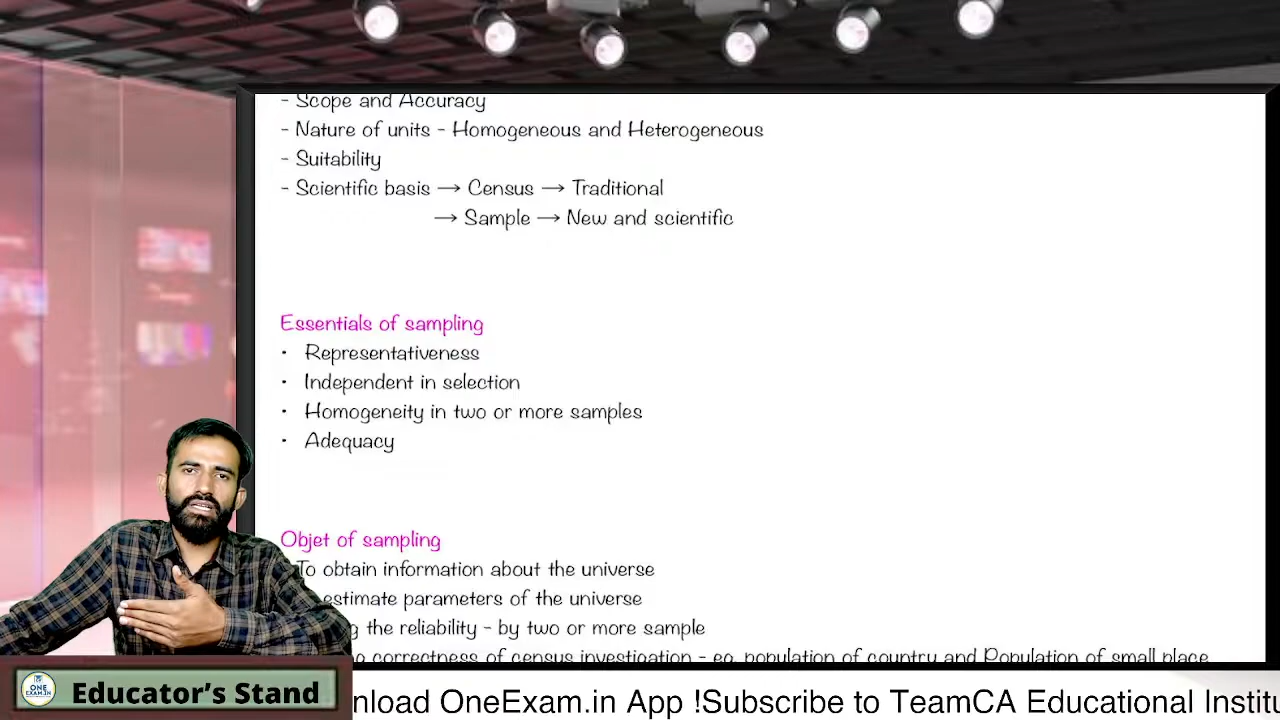 - Scope and Accuracy
- Nature of units - Homogeneous and Heterogeneous
- Suitability
- Scientific basis → Census → Traditional
→ Sample → New and scientific
Essentials of sampling
• Representativeness
• Independent in selection
• Homogeneity in two or more samples
• Adequacy
Objet of sampling
To obtain information about the universe
estimate parameters of the universe
the reliability - by two or more sample
correctness of census investigation - eg. population of country and Population of small place
ONE
EXAM.IN
Educator's Stand
nload OneExam.in App !Subscribe to TeamCA Educational Institu